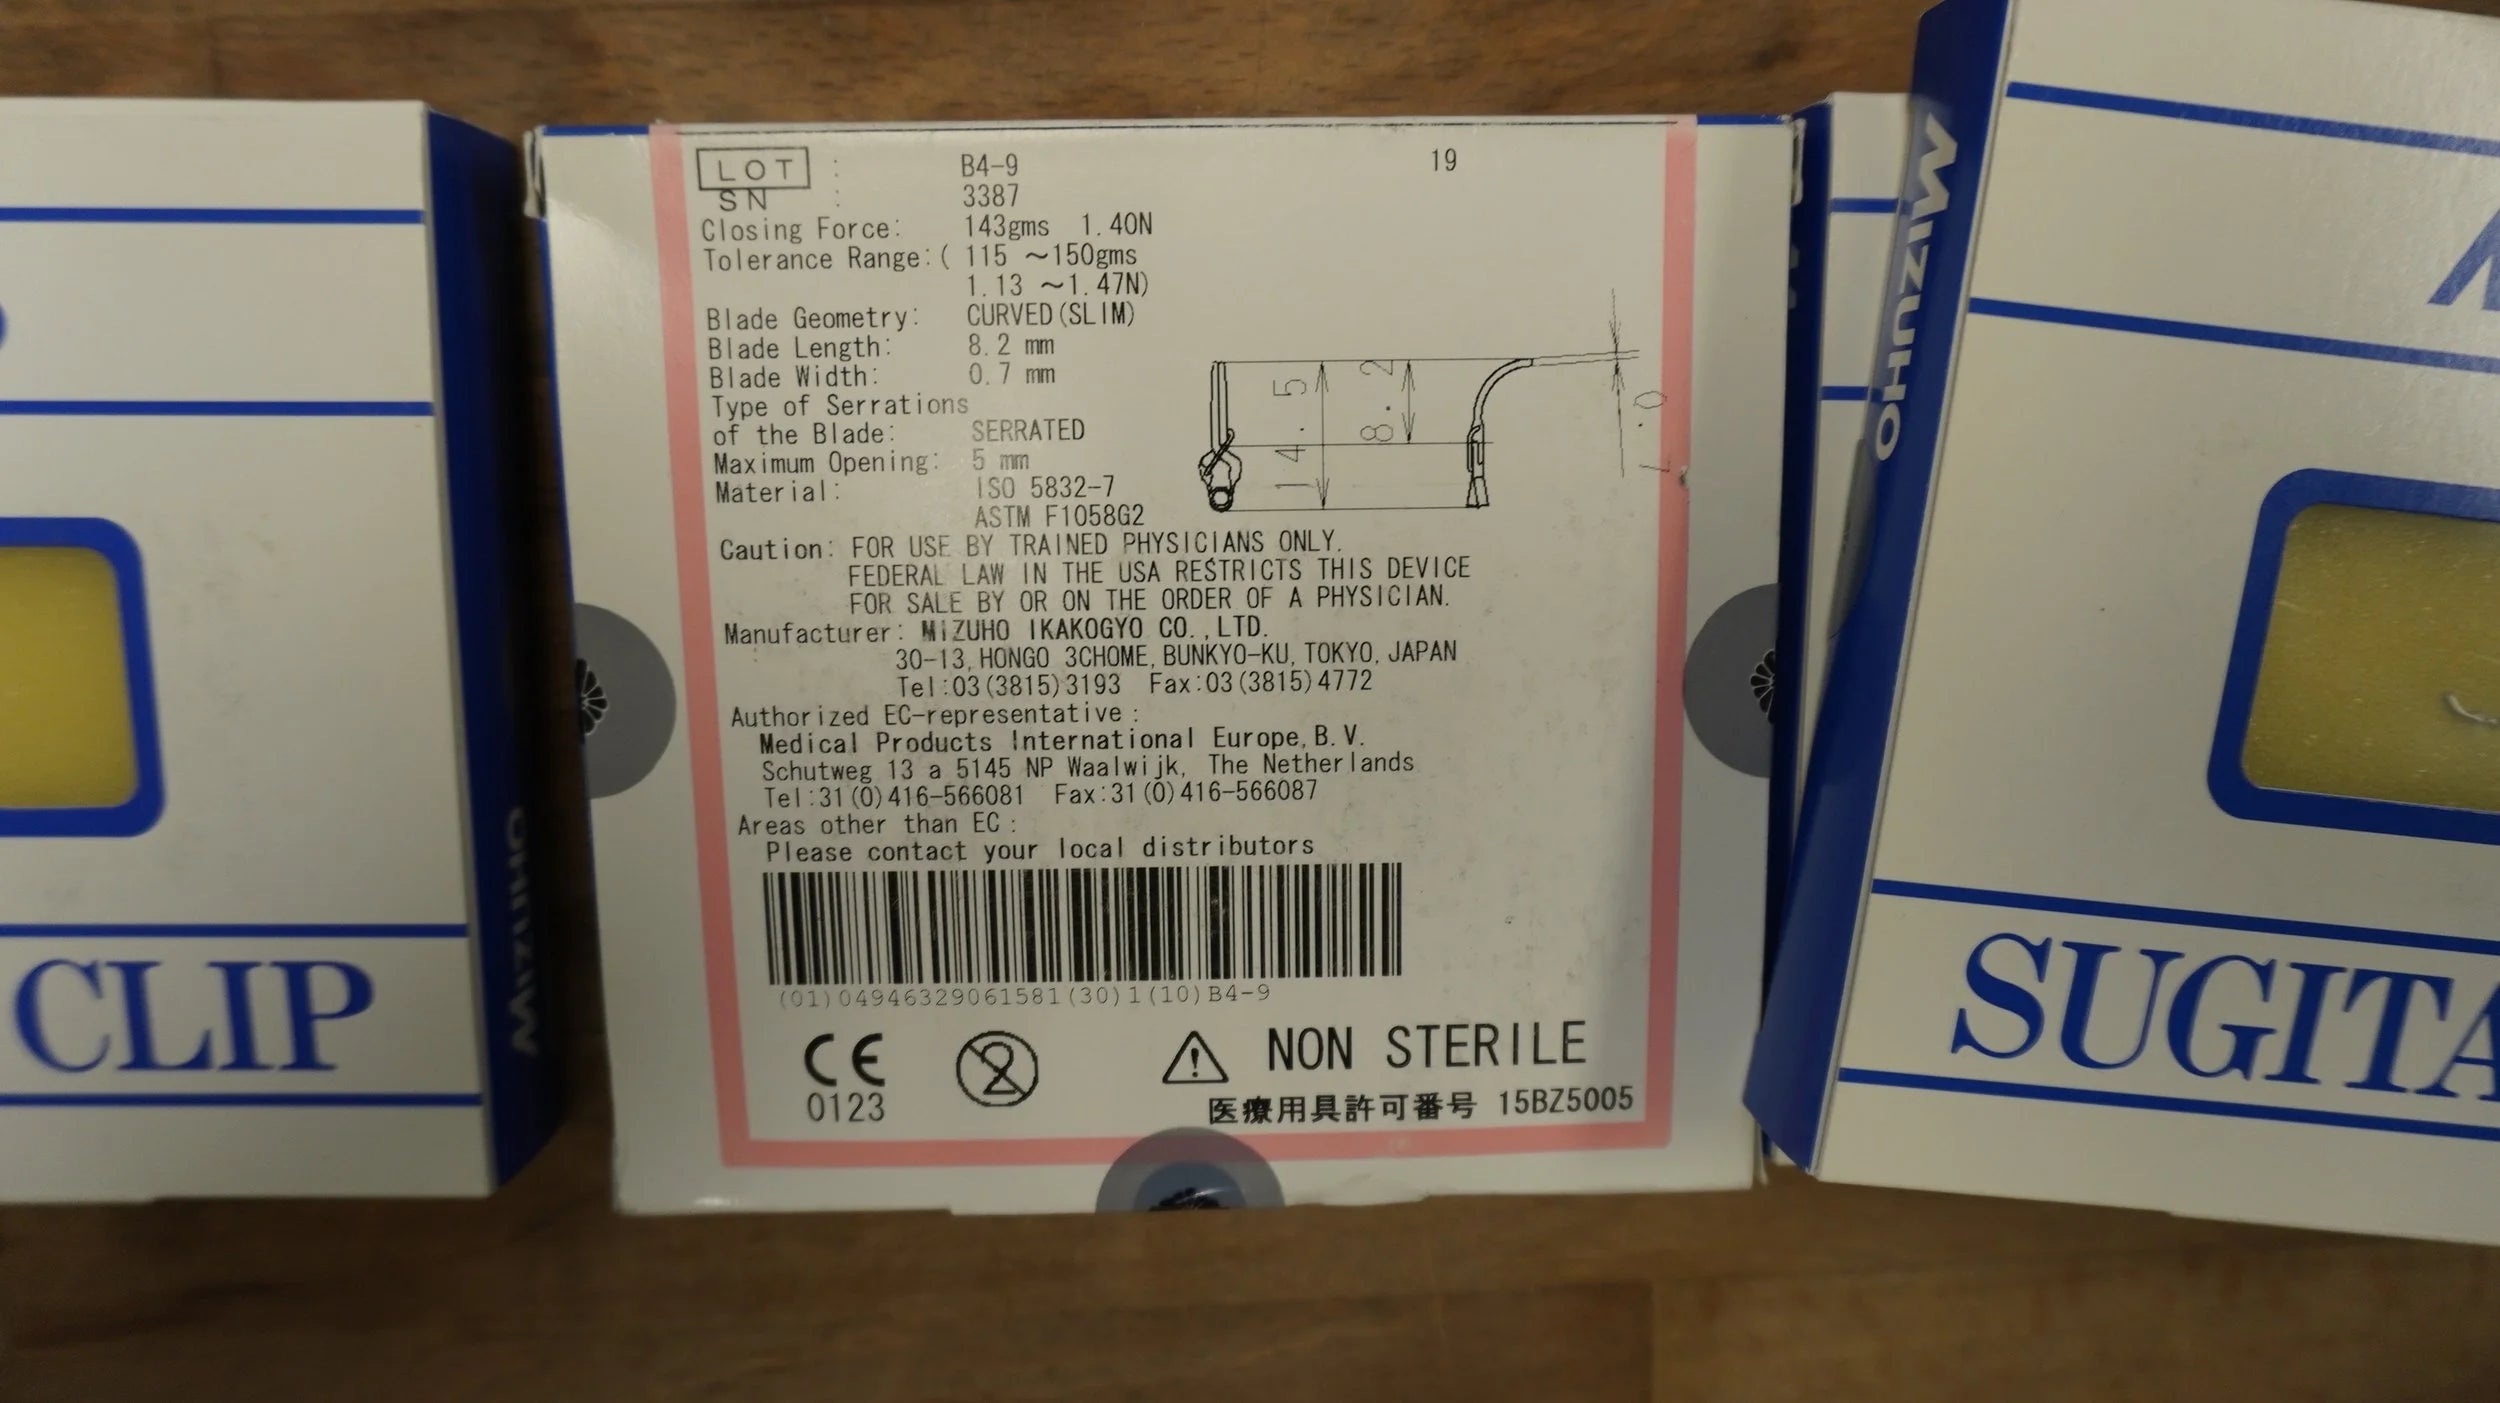 LOT : B4-9 19
SN : 3387
Closing Force: 143gms 1.40N
Tolerance Range:( 115 ~150gms
1.13 ~1.47N)
Blade Geometry: CURVED(SLIM)
Blade Length: 8.2 mm
Blade Width: 0.7 mm
Type of Serrations
of the Blade: SERRATED
Maximum Opening: 5 mm
Material: ISO 5832-7
ASTM F1058G2
14.5
8.2
Caution: FOR USE BY TRAINED PHYSICIANS ONLY.
FEDERAL LAW IN THE USA RESTRICTS THIS DEVICE
FOR SALE BY OR ON THE ORDER OF A PHYSICIAN.
Manufacturer: MIZUHO IKAKOGYO CO.,LTD.
30-13, HONGO 3CHOME, BUNKYO-KU, TOKYO, JAPAN
Tel:03(3815)3193 Fax:03(3815)4772
Authorized EC-representative :
Medical Products International Europe, B. V.
Schutweg 13 a 5145 NP Waalwijk, The Netherlands
Tel:31(0)416-566081 Fax:31(0)416-566087
Areas other than EC :
Please contact your local distributors
(01)04946329061581(30)1(10)B4-9
CE NON STERILE
0123 医療用具許可番号 15BZ5005
CLIP
MIZUHO
MIZUHO
SUGITA